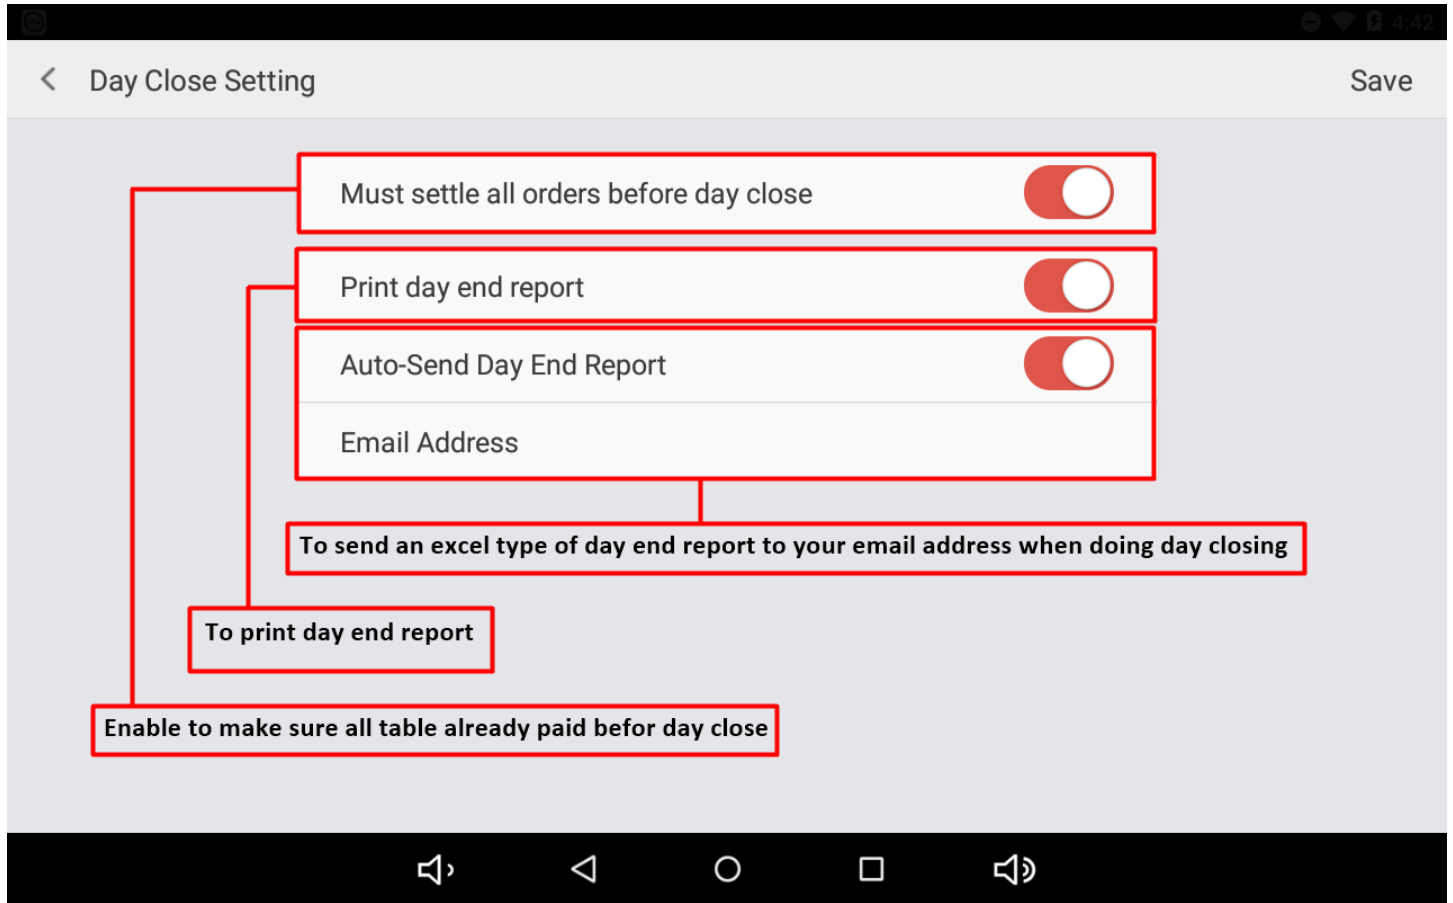 4:42
Day Close Setting
Save
Must settle all orders before day close
Print day end report
Auto-Send Day End Report
Email Address
To send an excel type of day end report to your email address when doing day closing
To print day end report
Enable to make sure all table already paid befor day close